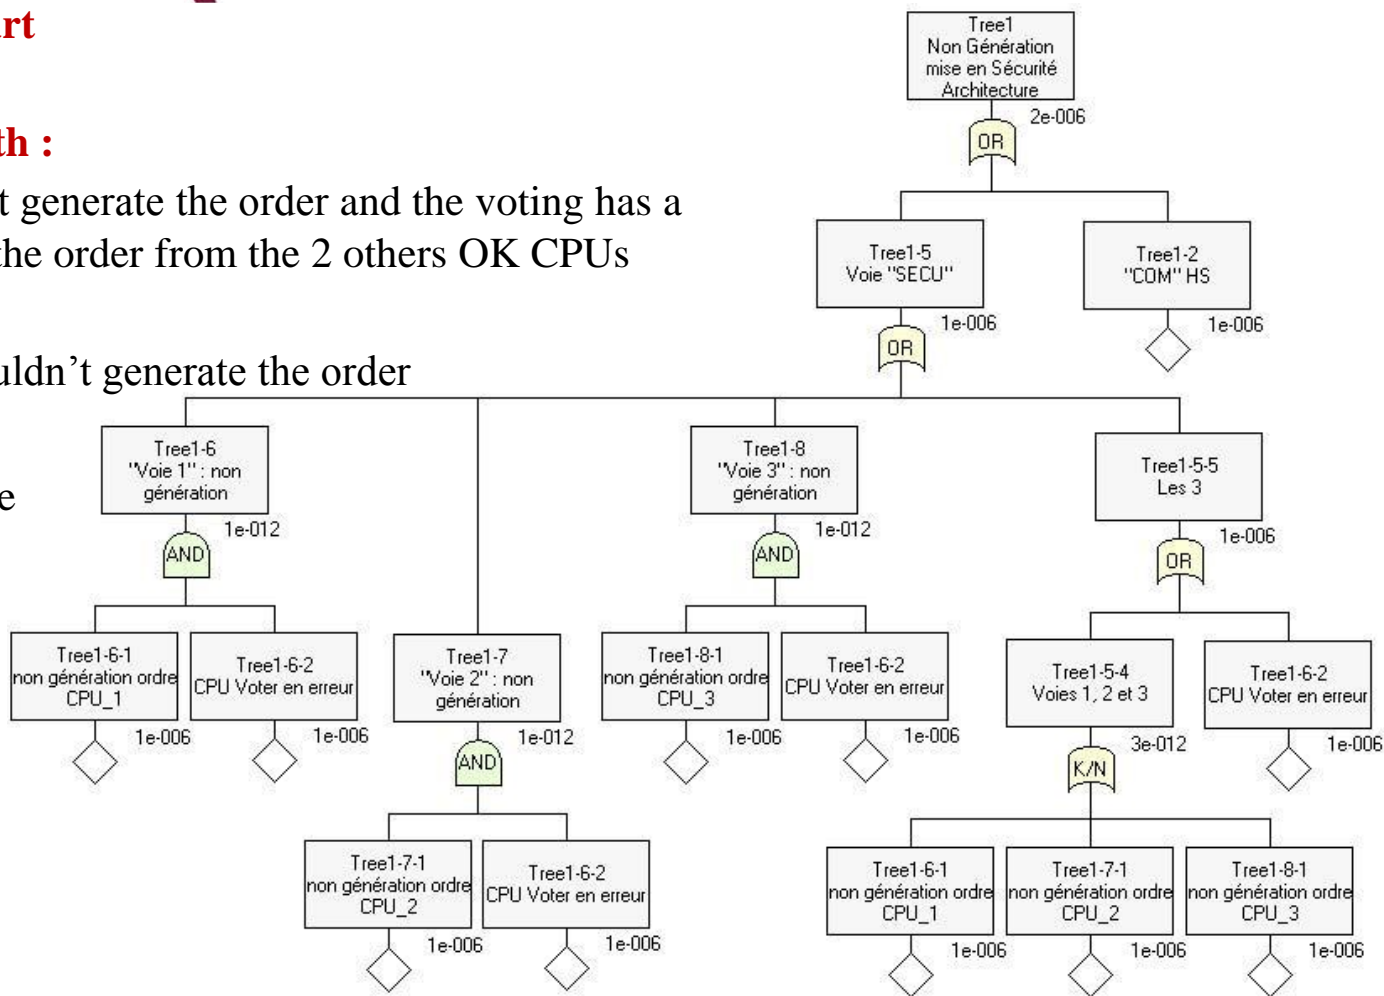 rt
th :
t generate the order and the voting has a
the order from the 2 others OK CPUs
uldn't generate the order
e
Tree1
Non Génération
mise en Sécurité
Architecture
2e-006
OR
Tree1-5
Voie "SECU"
1e-006
OR
Tree1-2
"COM" HS
1e-006
Tree1-6
"Voie 1" : non
génération
1e-012
AND
Tree1-8
"Voie 3" : non
génération
1e-012
AND
Tree1-5-5
Les 3
1e-006
OR
Tree1-6-1
non génération ordre
CPU_1
1e-006
Tree1-6-2
CPU Voter en erreur
1e-006
Tree1-7
"Voie 2" : non
génération
1e-012
AND
Tree1-8-1
non génération ordre
CPU_3
1e-006
Tree1-6-2
CPU Voter en erreur
1e-006
Tree1-5-4
Voies 1, 2 et 3
3e-012
K/N
Tree1-6-2
CPU Voter en erreur
1e-006
Tree1-7-1
non génération ordre
CPU_2
1e-006
Tree1-6-2
CPU Voter en erreur
1e-006
Tree1-6-1
non génération ordre
CPU_1
1e-006
Tree1-7-1
non génération ordre
CPU_2
1e-006
Tree1-8-1
non génération ordre
CPU_3
1e-006